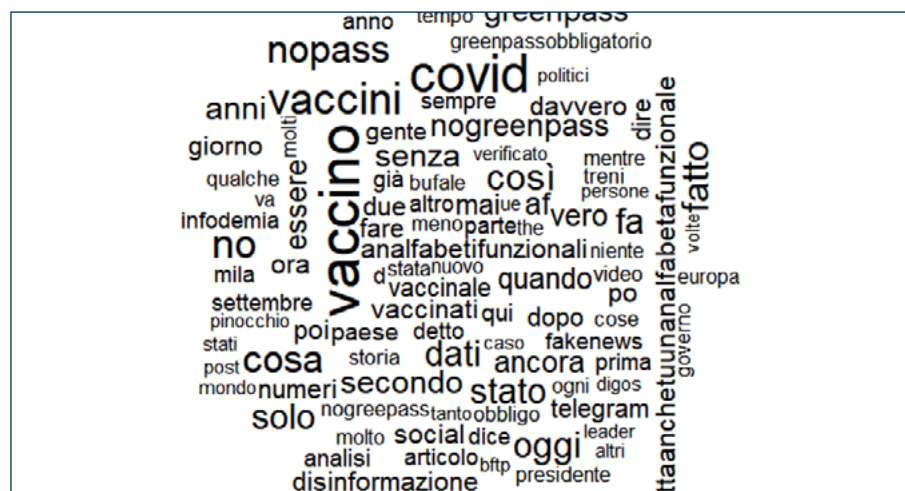 anno tempo greenpass
nopass greenpassobbligatorio
covid politici
anni vaccini sempre davvero dire
giorno molti gente nogreenpass
senza verificato mentre
qualche già bufale così treni
va essere due altro mai ue af persone fatto
infodemia vaccino fare meno parte the vero fa volte
no analfabetifunzionali niente
mila ora d stata nuovo quando video europa
vaccinale po
settembre vaccinati qui dopo cose
pinocchio poi paese detto governo
stati cosa storia dati caso fakenews
post ancora prima
mondo numeri secondo stato ogni digos
solo nogreepass tanto obbligo telegram
molto social dice oggi leader
analisi articolo bftp altri
disinformazione presidente
ttaanchetuunanalfabetafunzionale